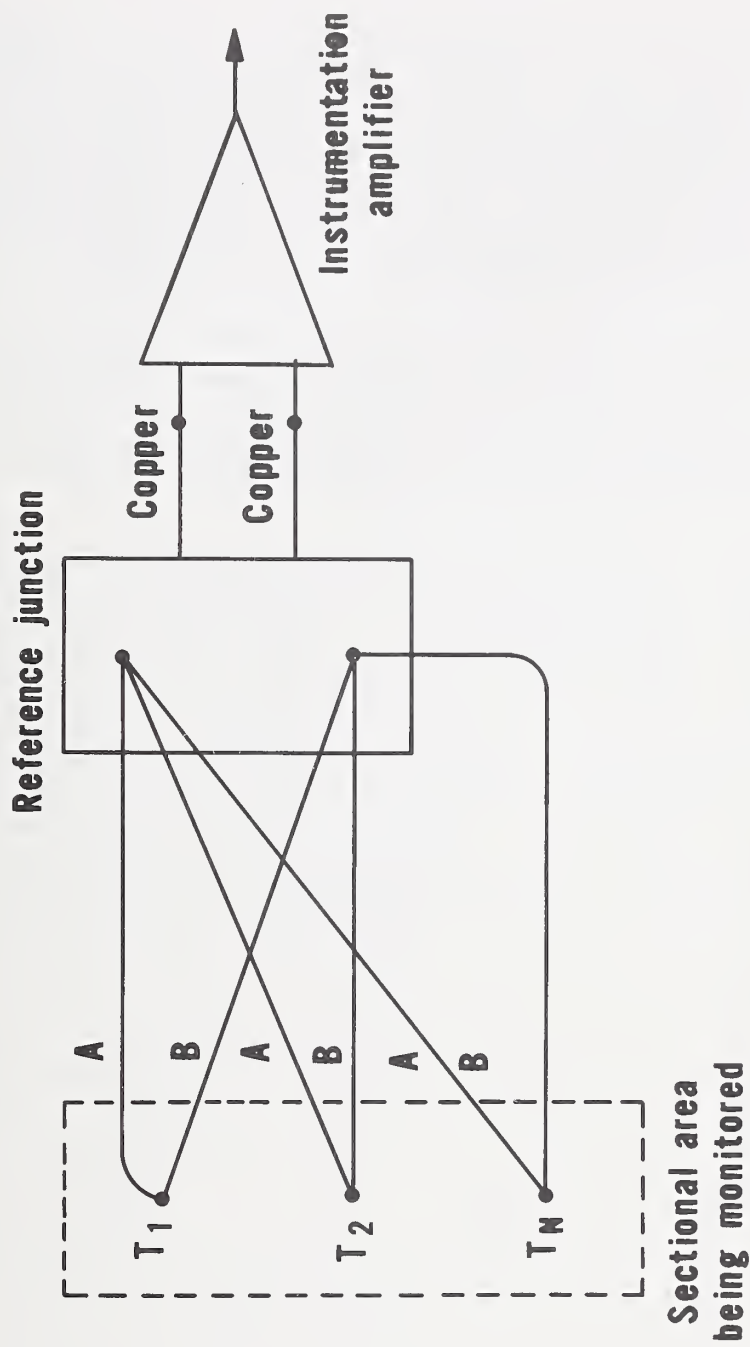 Reference junction
Copper
Copper
Instrumentation
amplifier
A
B
A
B
A
B
T1
T2
TN
Sectional area
being monitored